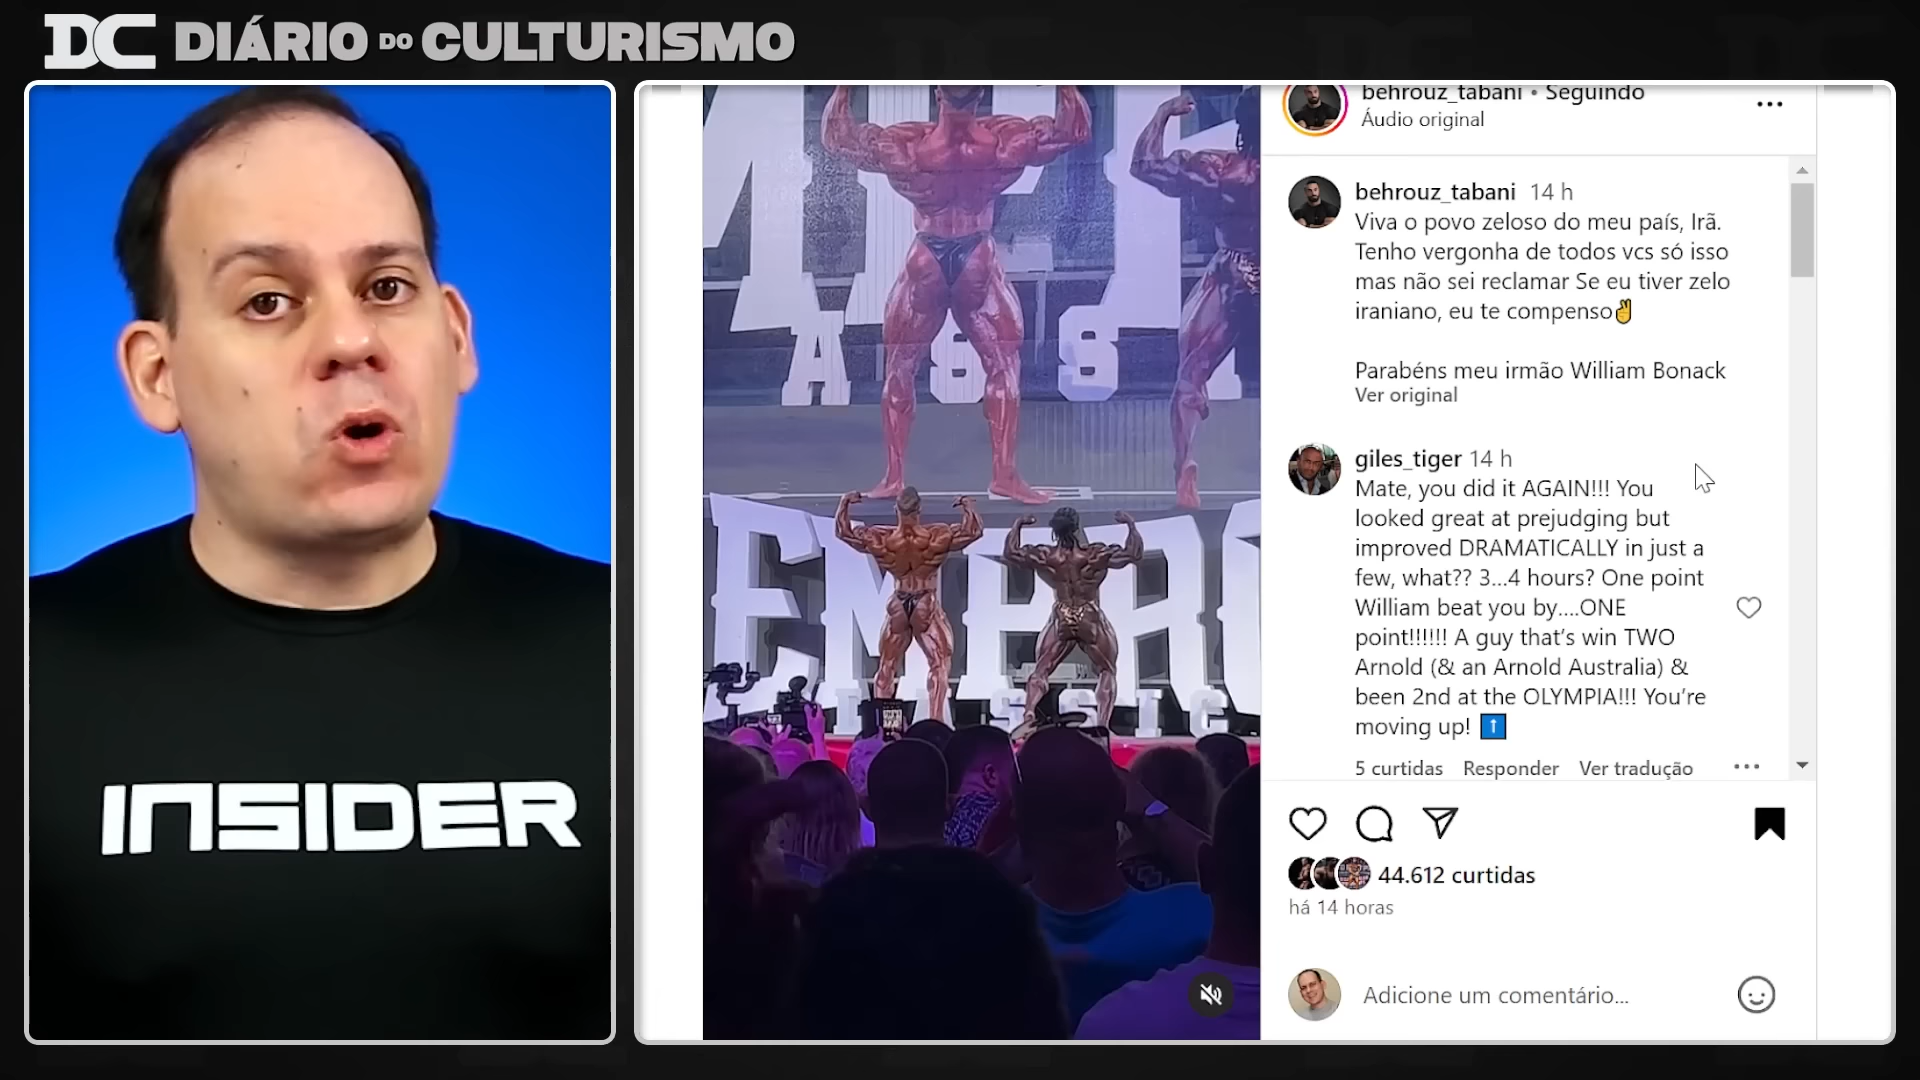 DC DIÁRIO DO CULTURISMO
INSIDER
ASS
EMPR
SSIC
behrouz_tabani • Seguindo
Áudio original
behrouz_tabani 14 h
Viva o povo zeloso do meu país, Irã.
Tenho vergonha de todos vcs só isso
mas não sei reclamar Se eu tiver zelo
iraniano, eu te compenso✌
Parabéns meu irmão William Bonack
Ver original
giles_tiger 14 h
Mate, you did it AGAIN!!! You
looked great at prejudging but
improved DRAMATICALLY in just a
few, what?? 3...4 hours? One point
William beat you by....ONE
point!!!!!! A guy that's win TWO
Arnold (& an Arnold Australia) &
been 2nd at the OLYMPIA!!! You're
moving up! ⬆
5 curtidas Responder Ver tradução
44.612 curtidas
há 14 horas
Adicione um comentário...